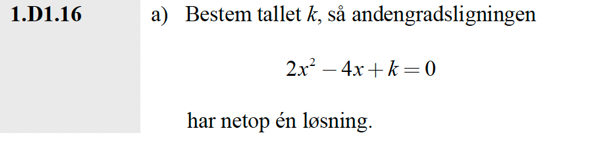 1.D1.16 a) Bestem tallet k, så andengradsligningen
2x² – 4x + k = 0
har netop én løsning.